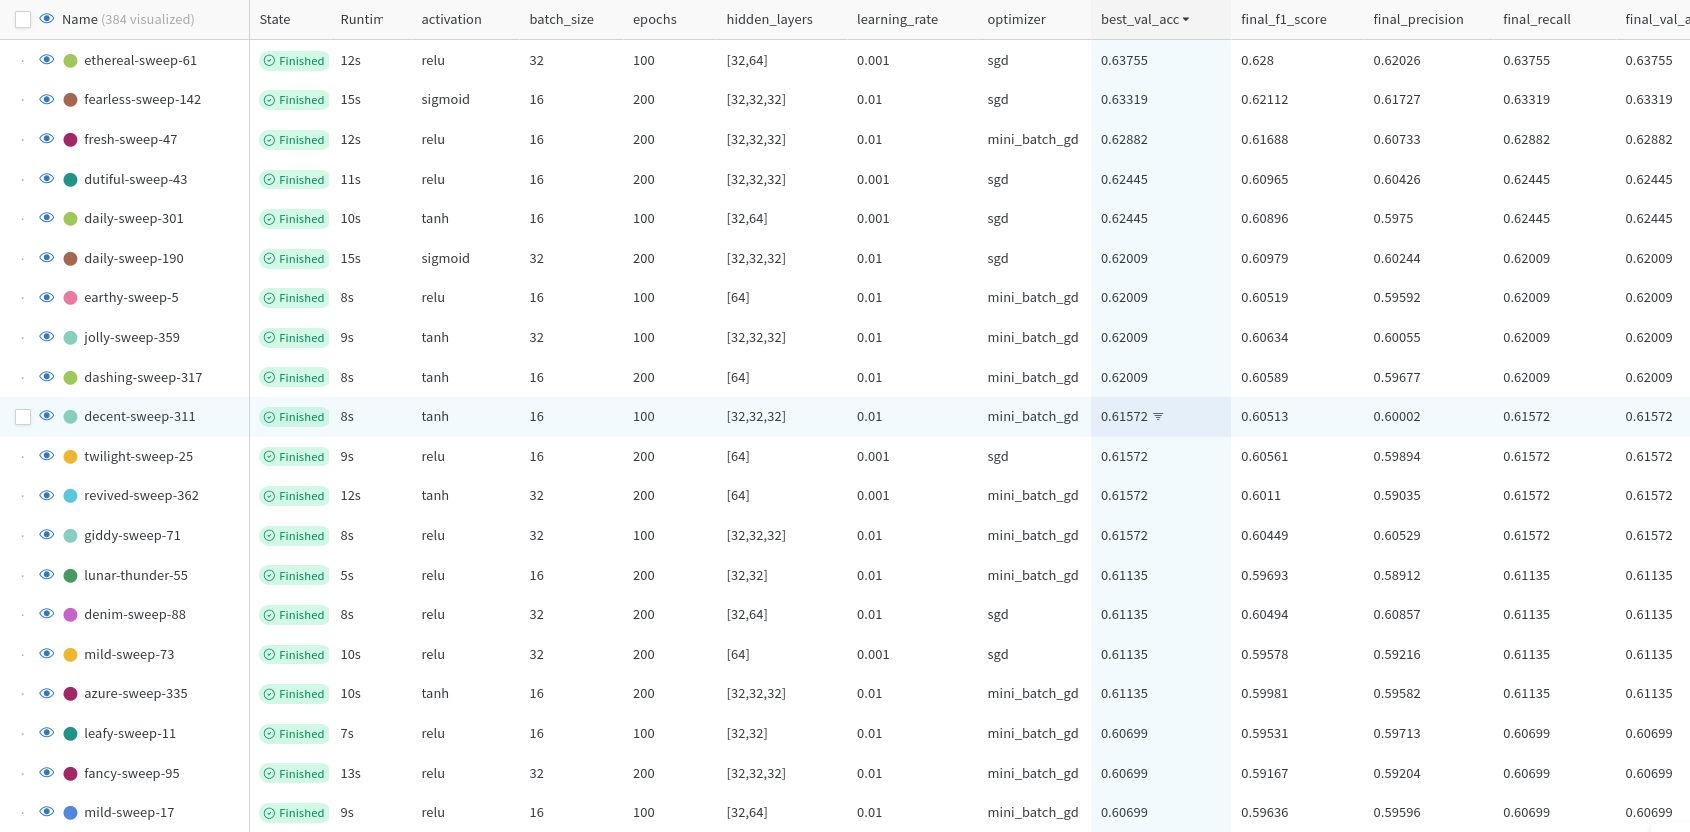 Name (384 visualized) State Runtim activation batch_size epochs hidden_layers learning_rate optimizer best_val_acc final_f1_score final_precision final_recall final_val_a
ethereal-sweep-61 Finished 12s relu 32 100 [32,64] 0.001 sgd 0.63755 0.628 0.62026 0.63755 0.63755
fearless-sweep-142 Finished 15s sigmoid 16 200 [32,32,32] 0.01 sgd 0.63319 0.62112 0.61727 0.63319 0.63319
fresh-sweep-47 Finished 12s relu 16 200 [32,32,32] 0.01 mini_batch_gd 0.62882 0.61688 0.60733 0.62882 0.62882
dutiful-sweep-43 Finished 11s relu 16 200 [32,32,32] 0.001 sgd 0.62445 0.60965 0.60426 0.62445 0.62445
daily-sweep-301 Finished 10s tanh 16 100 [32,64] 0.001 sgd 0.62445 0.60896 0.5975 0.62445 0.62445
daily-sweep-190 Finished 15s sigmoid 32 200 [32,32,32] 0.01 sgd 0.62009 0.60979 0.60244 0.62009 0.62009
earthy-sweep-5 Finished 8s relu 16 100 [64] 0.01 mini_batch_gd 0.62009 0.60519 0.59592 0.62009 0.62009
jolly-sweep-359 Finished 9s tanh 32 100 [32,32,32] 0.01 mini_batch_gd 0.62009 0.60634 0.60055 0.62009 0.62009
dashing-sweep-317 Finished 8s tanh 16 200 [64] 0.01 mini_batch_gd 0.62009 0.60589 0.59677 0.62009 0.62009
decent-sweep-311 Finished 8s tanh 16 100 [32,32,32] 0.01 mini_batch_gd 0.61572 0.60513 0.60002 0.61572 0.61572
twilight-sweep-25 Finished 9s relu 16 200 [64] 0.001 sgd 0.61572 0.60561 0.59894 0.61572 0.61572
revived-sweep-362 Finished 12s tanh 32 200 [64] 0.001 mini_batch_gd 0.61572 0.6011 0.59035 0.61572 0.61572
giddy-sweep-71 Finished 8s relu 32 100 [32,32,32] 0.01 mini_batch_gd 0.61572 0.60449 0.60529 0.61572 0.61572
lunar-thunder-55 Finished 5s relu 16 200 [32,32] 0.01 mini_batch_gd 0.61135 0.59693 0.58912 0.61135 0.61135
denim-sweep-88 Finished 8s relu 32 200 [32,64] 0.01 sgd 0.61135 0.60494 0.60857 0.61135 0.61135
mild-sweep-73 Finished 10s relu 32 200 [64] 0.001 sgd 0.61135 0.59578 0.59216 0.61135 0.61135
azure-sweep-335 Finished 10s tanh 16 200 [32,32,32] 0.01 mini_batch_gd 0.61135 0.59981 0.59582 0.61135 0.61135
leafy-sweep-11 Finished 7s relu 16 100 [32,32] 0.01 mini_batch_gd 0.60699 0.59531 0.59713 0.60699 0.60699
fancy-sweep-95 Finished 13s relu 32 200 [32,32,32] 0.01 mini_batch_gd 0.60699 0.59167 0.59204 0.60699 0.60699
mild-sweep-17 Finished 9s relu 16 100 [32,64] 0.01 mini_batch_gd 0.60699 0.59636 0.59596 0.60699 0.60699